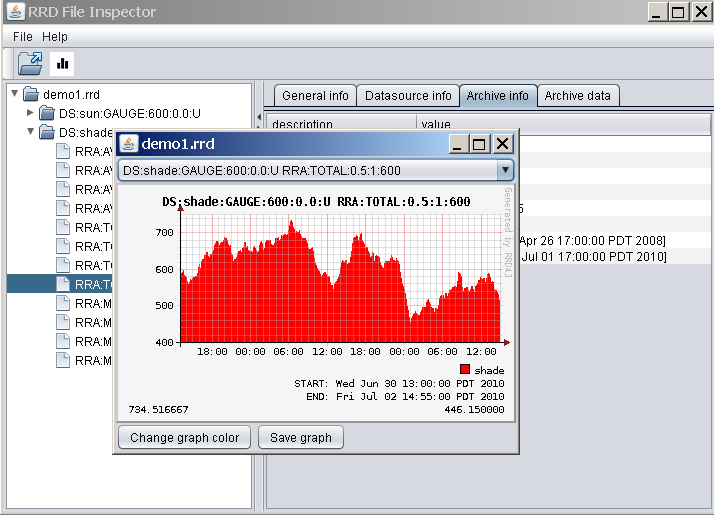 RRD File Inspector
File Help
demo1.rrd
DS:sun:GAUGE:600:0.0:U
DS:shade
RRA:AV
RRA:AV
RRA:AV
RRA:AV
RRA:TO
RRA:TO
RRA:TO
RRA:TO
RRA:M
RRA:M
RRA:M
RRA:M
General info Datasource info Archive info Archive data
description value
5
Apr 26 17:00:00 PDT 2008]
Jul 01 17:00:00 PDT 2010]
demo1.rrd
DS:shade:GAUGE:600:0.0:U RRA:TOTAL:0.5:1:600
DS:shade:GAUGE:600:0.0:U RRA:TOTAL:0.5:1:600
Generated by RRD4J
700
600
500
400
18:00 00:00 06:00 12:00 18:00 00:00 06:00 12:00
shade
START: Wed Jun 30 13:00:00 PDT 2010
END: Fri Jul 02 14:55:00 PDT 2010
734.516667 446.150000
Change graph color Save graph